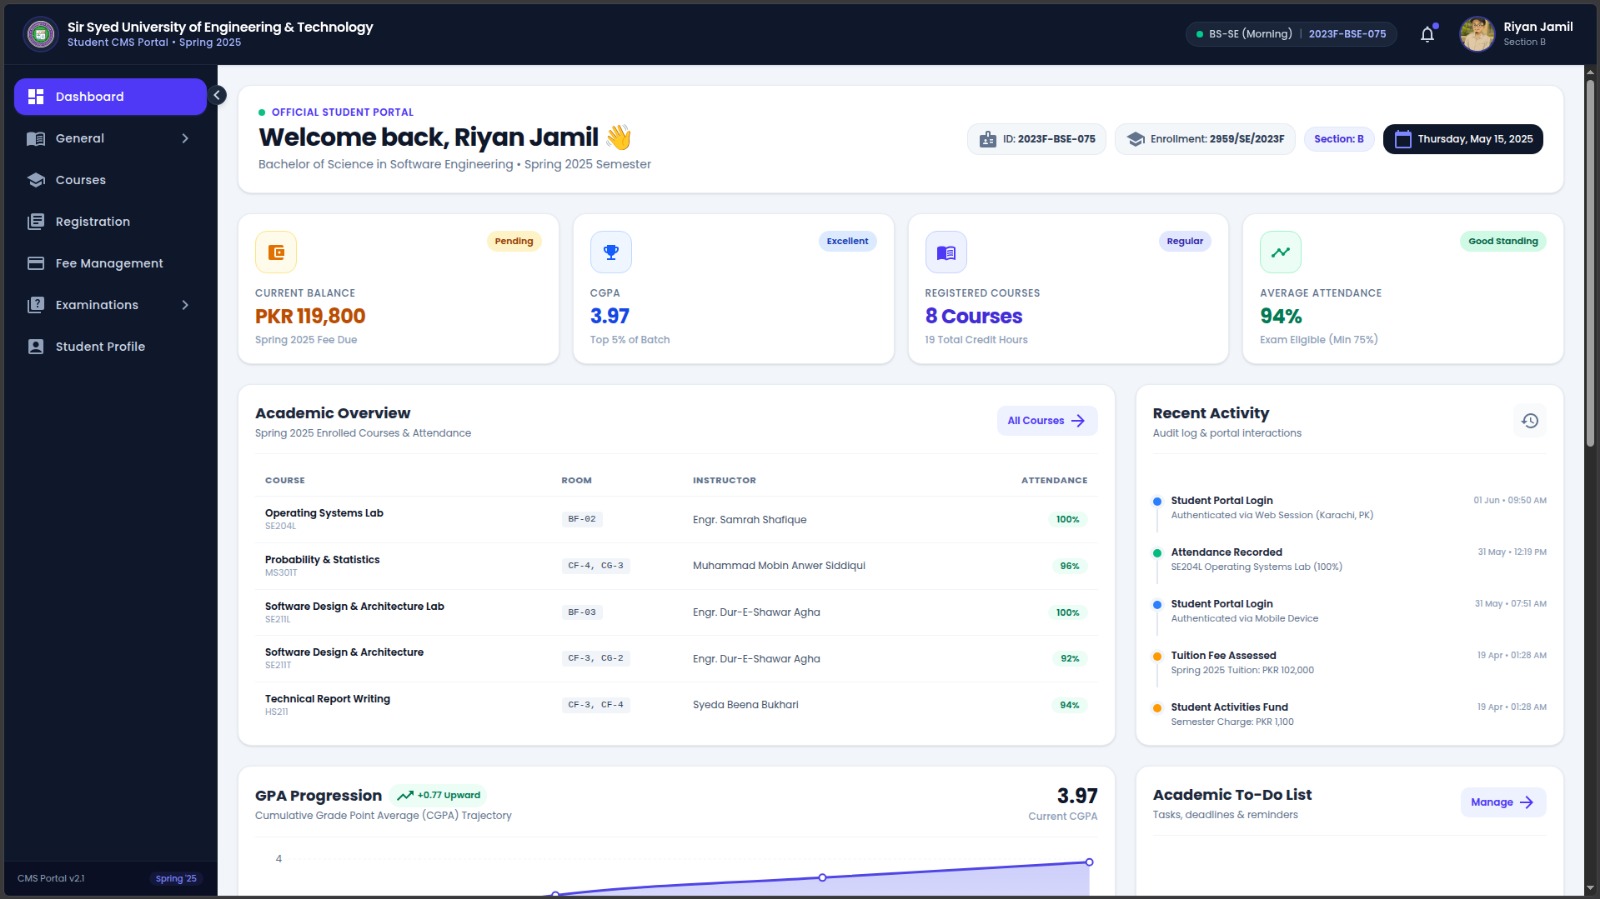 Sir Syed University of Engineering & Technology
Student CMS Portal • Spring 2025
BS-SE (Morning) | 2023F-BSE-075
Riyan Jamil
Section B
Dashboard
General
Courses
Registration
Fee Management
Examinations
Student Profile
CMS Portal v2.1
Spring '25
OFFICIAL STUDENT PORTAL
Welcome back, Riyan Jamil 👋
Bachelor of Science in Software Engineering • Spring 2025 Semester
ID: 2023F-BSE-075
Enrollment: 2959/SE/2023F
Section: B
Thursday, May 15, 2025
Pending
CURRENT BALANCE
PKR 119,800
Spring 2025 Fee Due
Excellent
CGPA
3.97
Top 5% of Batch
Regular
REGISTERED COURSES
8 Courses
19 Total Credit Hours
Good Standing
AVERAGE ATTENDANCE
94%
Exam Eligible (Min 75%)
Academic Overview
Spring 2025 Enrolled Courses & Attendance
All Courses
COURSE ROOM INSTRUCTOR ATTENDANCE
Operating Systems Lab
SE204L
BF-02
Engr. Samrah Shafique
100%
Probability & Statistics
MS301T
CF-4, CG-3
Muhammad Mobin Anwer Siddiqui
96%
Software Design & Architecture Lab
SE211L
BF-03
Engr. Dur-E-Shawar Agha
100%
Software Design & Architecture
SE211T
CF-3, CG-2
Engr. Dur-E-Shawar Agha
92%
Technical Report Writing
HS211
CF-3, CF-4
Syeda Beena Bukhari
94%
Recent Activity
Audit log & portal interactions
Student Portal Login
01 Jun • 09:50 AM
Authenticated via Web Session (Karachi, PK)
Attendance Recorded
31 May • 12:19 PM
SE204L Operating Systems Lab (100%)
Student Portal Login
31 May • 07:51 AM
Authenticated via Mobile Device
Tuition Fee Assessed
19 Apr • 01:28 AM
Spring 2025 Tuition: PKR 102,000
Student Activities Fund
19 Apr • 01:28 AM
Semester Charge: PKR 1,100
GPA Progression
+0.77 Upward
Cumulative Grade Point Average (CGPA) Trajectory
3.97
Current CGPA
4
Academic To-Do List
Tasks, deadlines & reminders
Manage